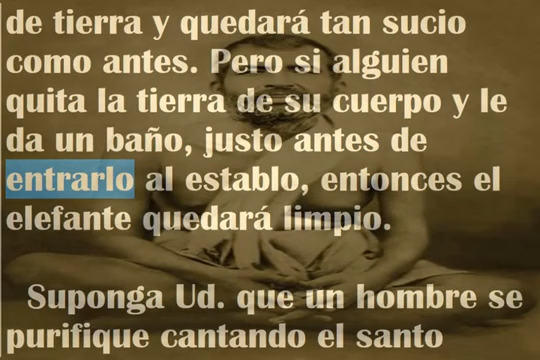 de tierra y quedará tan sucio
como antes. Pero si alguien
quita la tierra de su cuerpo y le
da un baño, justo antes de
entrarlo al establo, entonces el
elefante quedará limpio.
Suponga Ud. que un hombre se
purifique cantando el santo